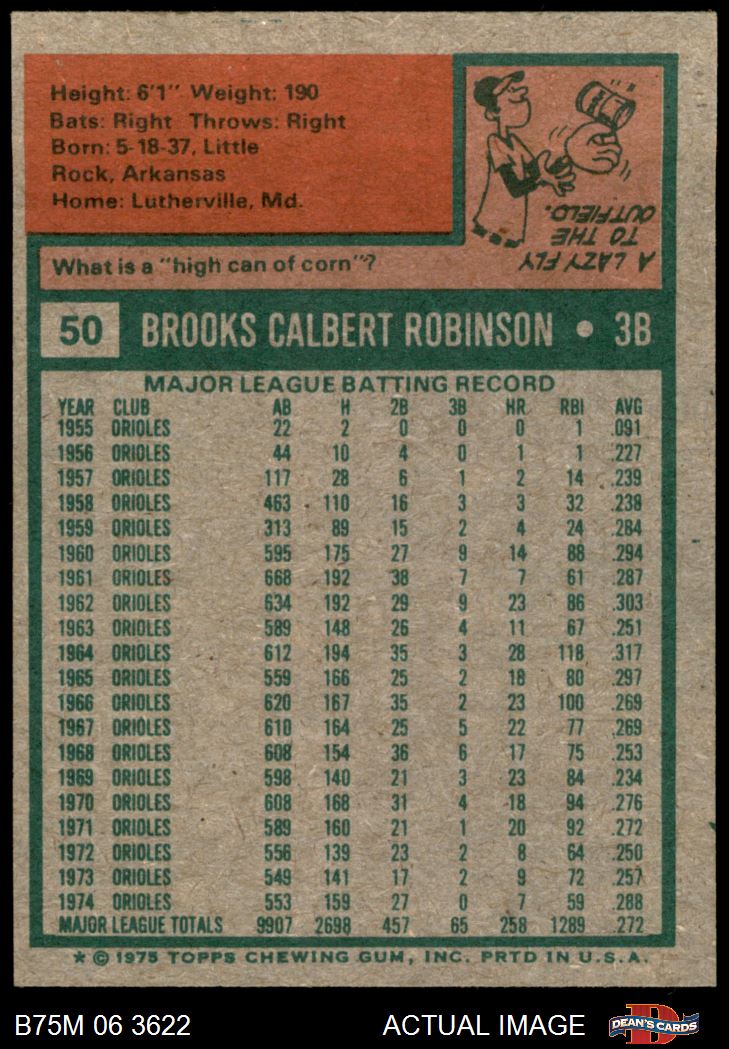 Height: 6'1" Weight: 190
Bats: Right Throws: Right
Born: 5-18-37, Little
Rock, Arkansas
Home: Lutherville, Md.
A LAZY FLY
TO THE
OUTFIELD.
What is a "high can of corn"?
50 BROOKS CALBERT ROBINSON • 3B
MAJOR LEAGUE BATTING RECORD
YEAR CLUB AB H 2B 3B HR RBI AVG
1955 ORIOLES 22 2 0 0 0 1 .091
1956 ORIOLES 44 10 4 0 1 1 .227
1957 ORIOLES 117 28 6 1 2 14 .239
1958 ORIOLES 463 110 16 3 3 32 .238
1959 ORIOLES 313 89 15 2 4 24 .284
1960 ORIOLES 595 175 27 9 14 88 .294
1961 ORIOLES 668 192 38 7 7 61 .287
1962 ORIOLES 634 192 29 9 23 86 .303
1963 ORIOLES 589 148 26 4 11 67 .251
1964 ORIOLES 612 194 35 3 28 118 .317
1965 ORIOLES 559 166 25 2 18 80 .297
1966 ORIOLES 620 167 35 2 23 100 .269
1967 ORIOLES 610 164 25 5 22 77 .269
1968 ORIOLES 608 154 36 6 17 75 .253
1969 ORIOLES 598 140 21 3 23 84 .234
1970 ORIOLES 608 168 31 4 18 94 .276
1971 ORIOLES 589 160 21 1 20 92 .272
1972 ORIOLES 556 139 23 2 8 64 .250
1973 ORIOLES 549 141 17 2 9 72 .257
1974 ORIOLES 553 159 27 0 7 59 .288
MAJOR LEAGUE TOTALS 9907 2698 457 65 258 1289 .272
★ © 1975 TOPPS CHEWING GUM, INC. PRTD IN U.S.A.
B75M 06 3622 ACTUAL IMAGE DEAN'S CARDS